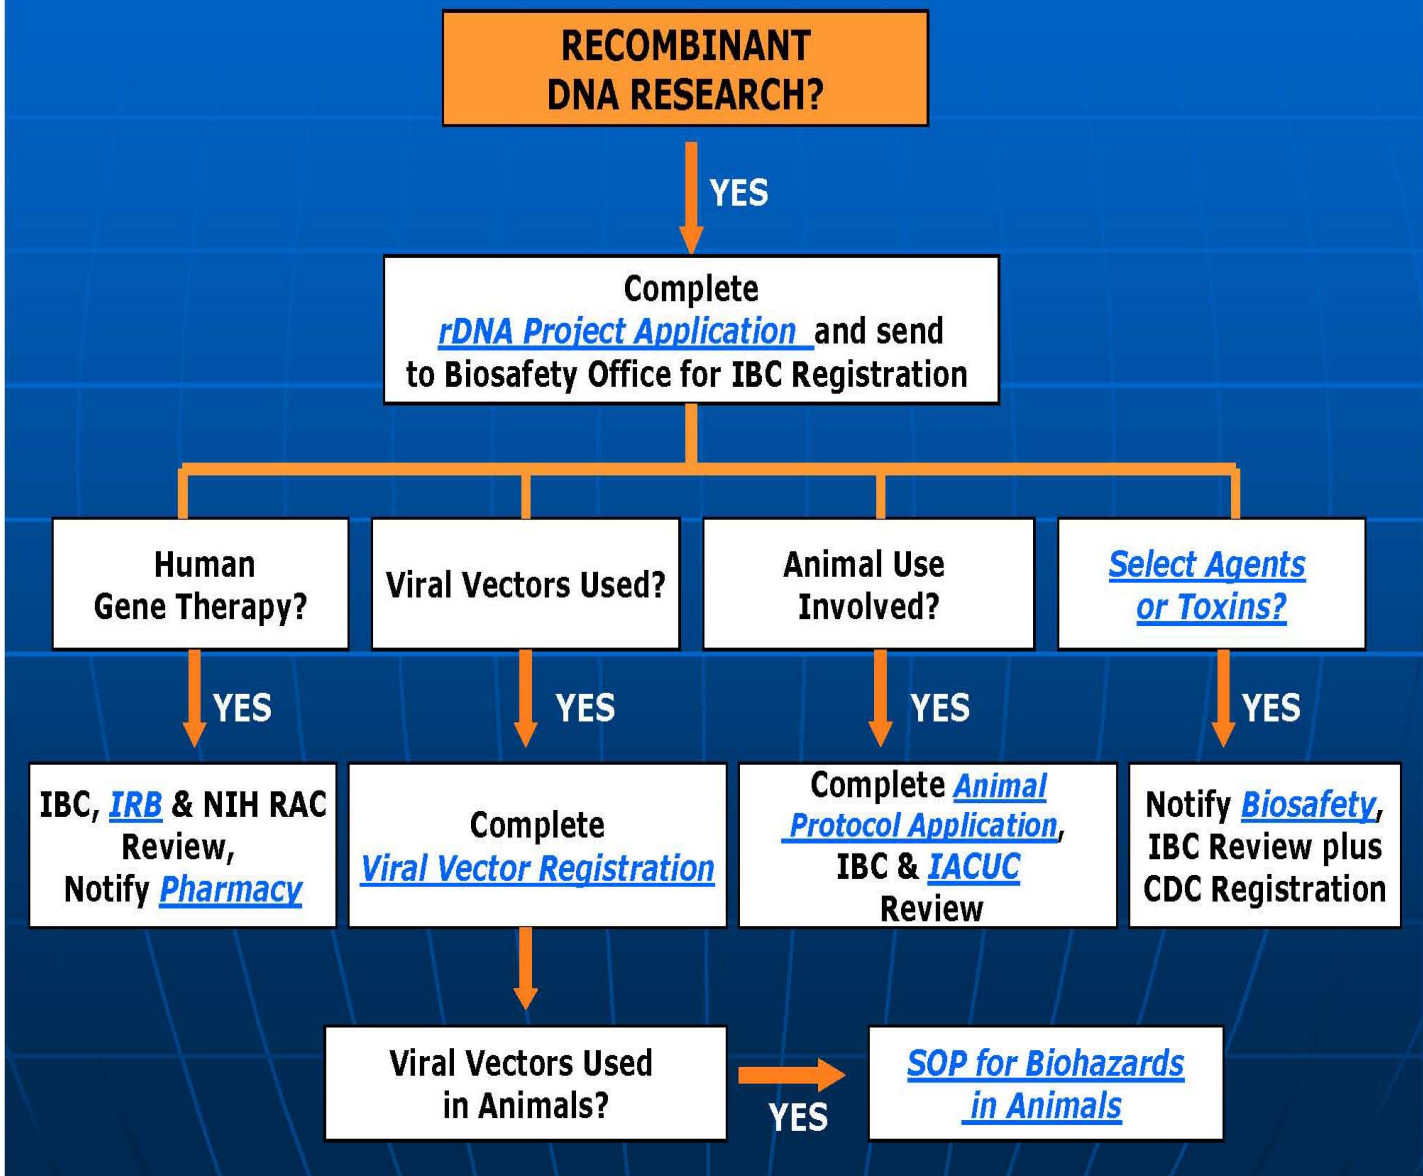 RECOMBINANT
DNA RESEARCH?
YES
Complete
rDNA Project Application and send
to Biosafety Office for IBC Registration
Human
Gene Therapy?
Viral Vectors Used?
Animal Use
Involved?
Select Agents
or Toxins?
YES
YES
YES
YES
IBC, IRB & NIH RAC
Review,
Notify Pharmacy
Complete
Viral Vector Registration
Complete Animal
Protocol Application,
IBC & IACUC
Review
Notify Biosafety,
IBC Review plus
CDC Registration
Viral Vectors Used
in Animals?
YES
SOP for Biohazards
in Animals